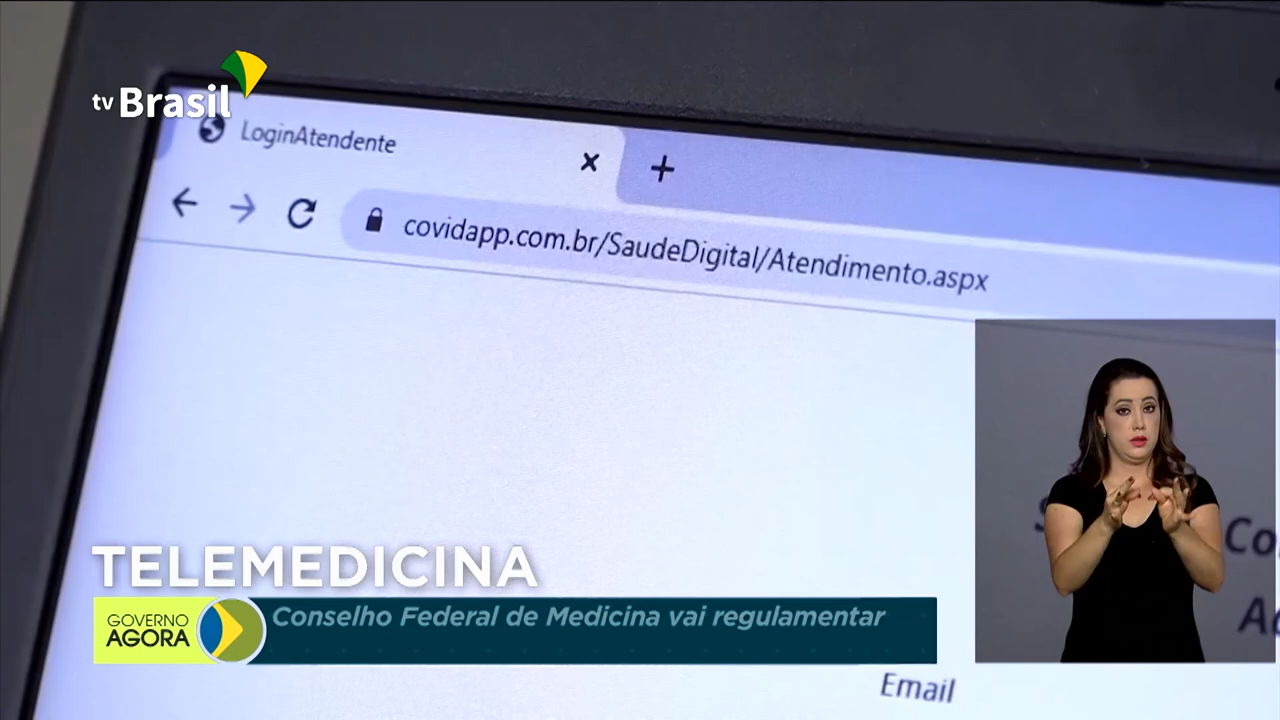 tv Brasil
LoginAtendente
covidapp.com.br/SaudeDigital/Atendimento.aspx
TELEMEDICINA
GOVERNO
AGORA
Conselho Federal de Medicina vai regulamentar
Email